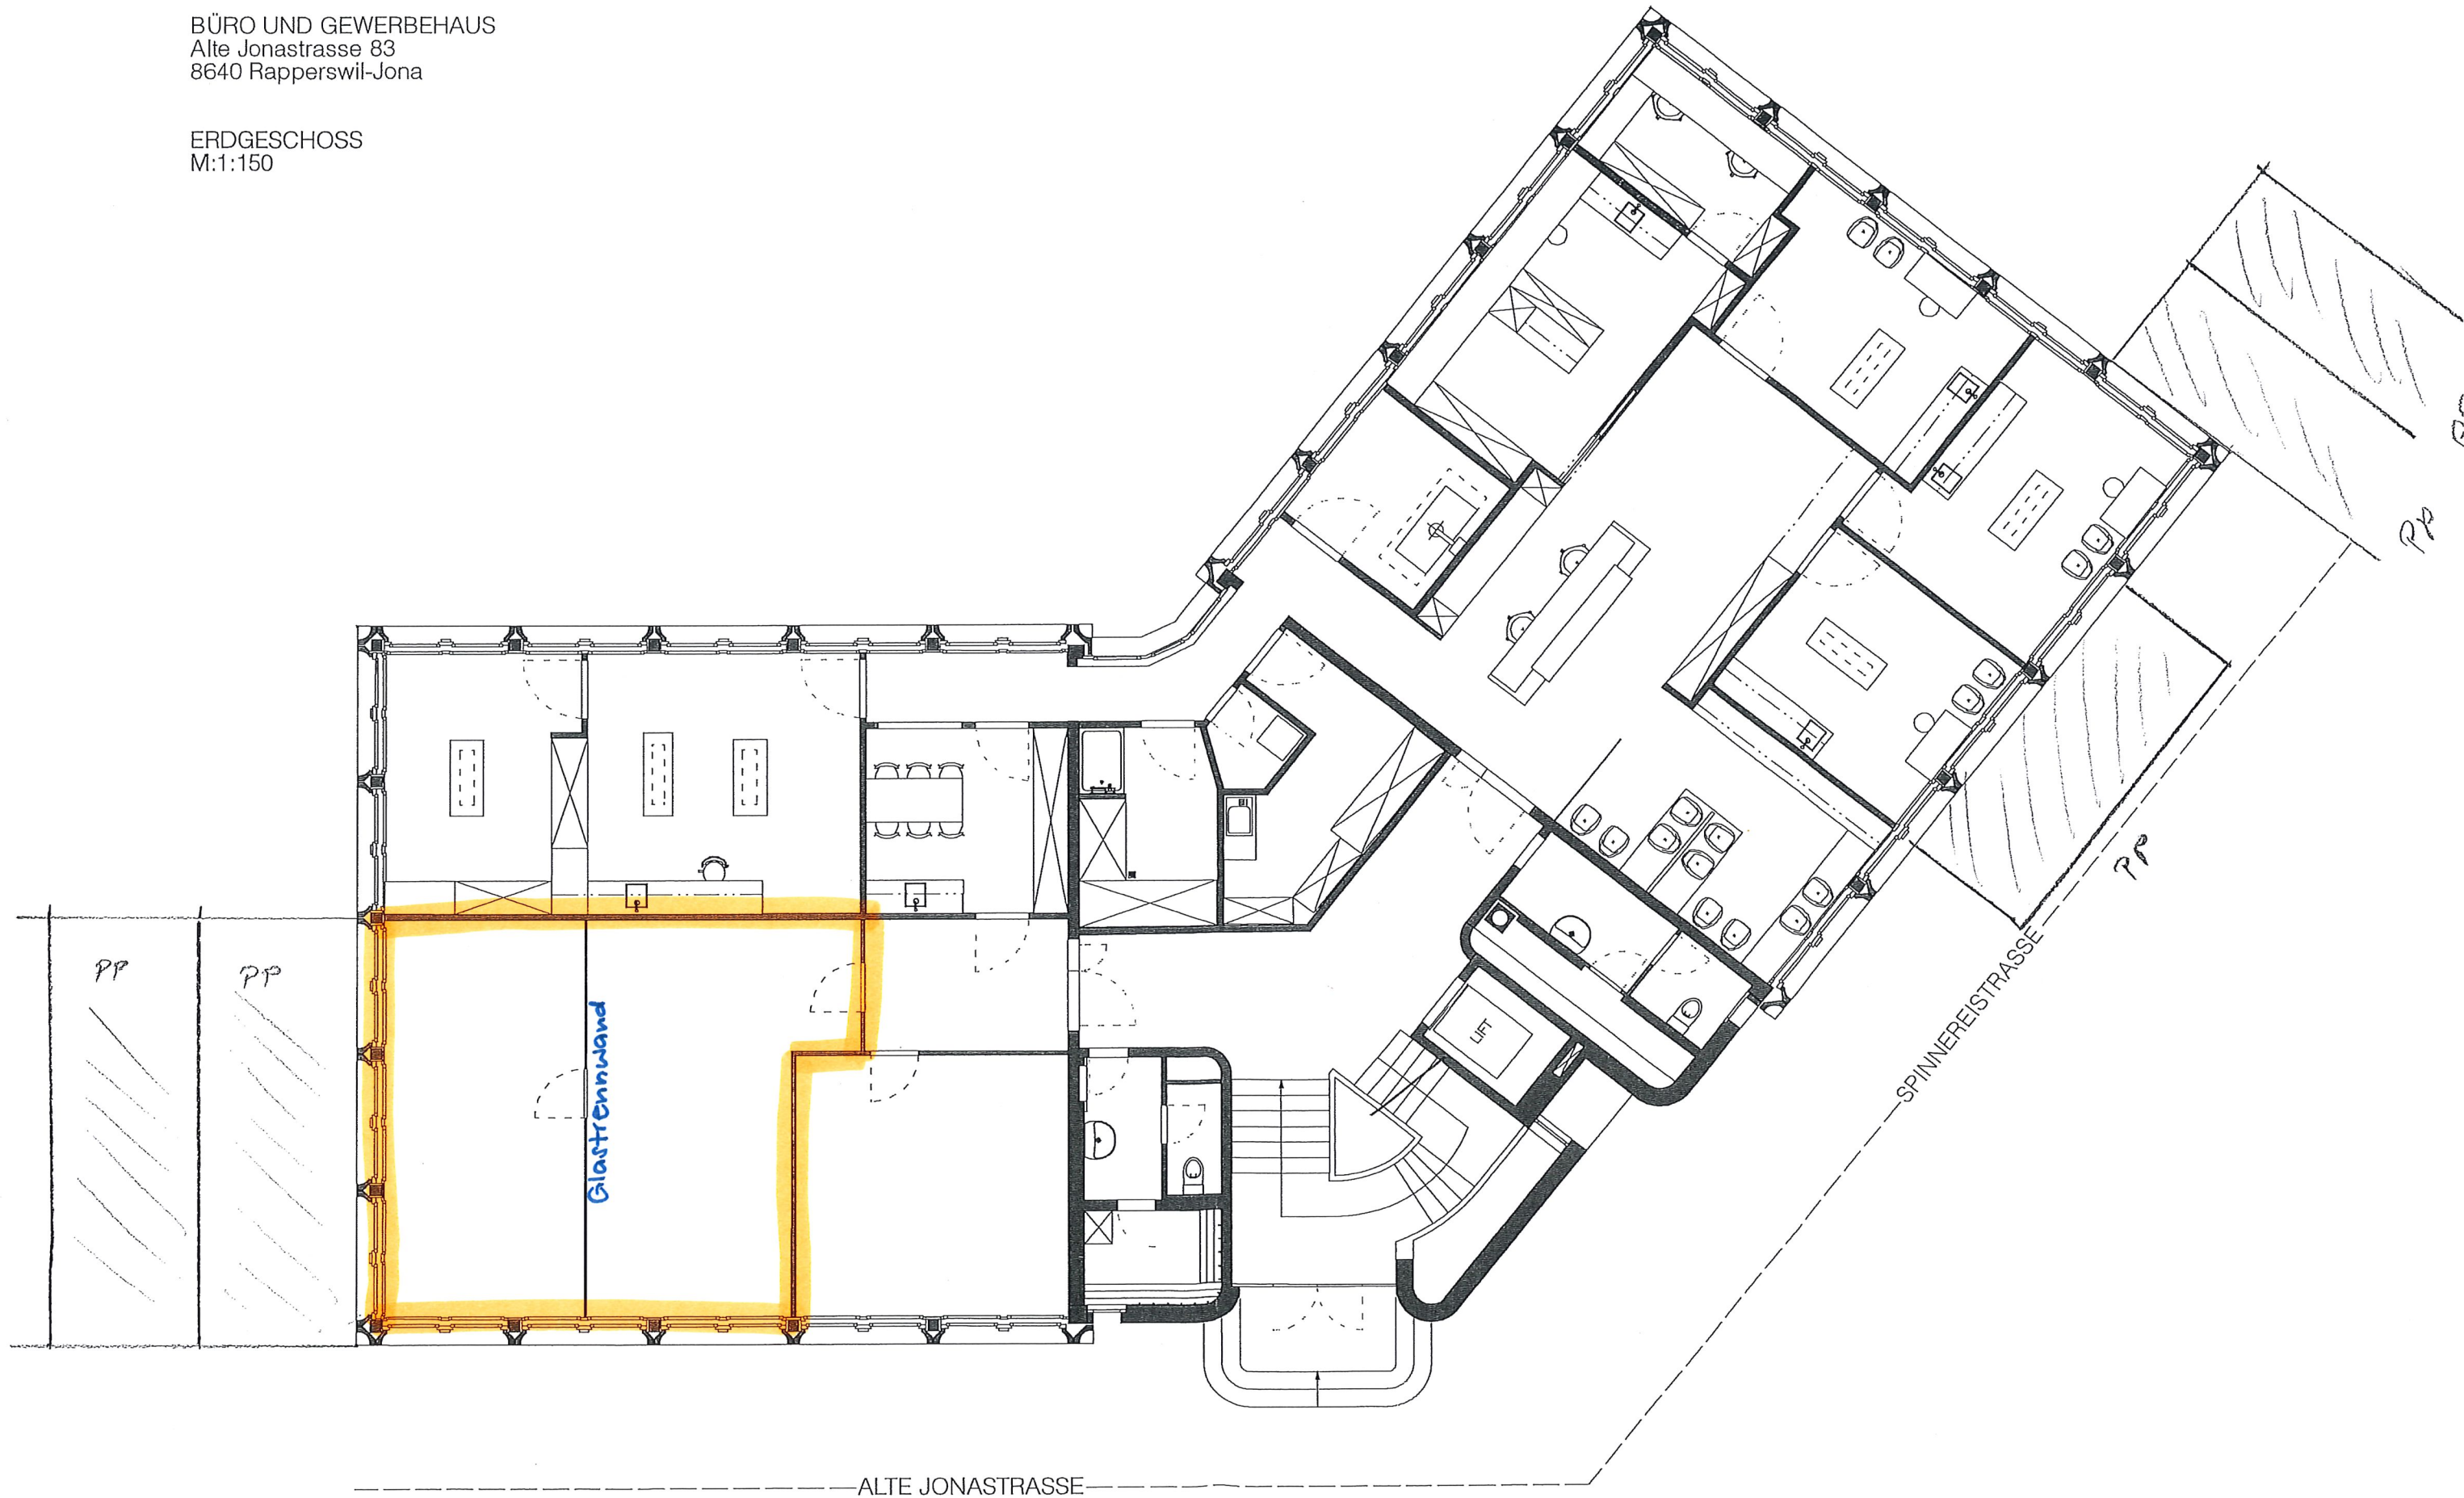 BÜRO UND GEWERBEHAUS
Alte Jonastrasse 83
8640 Rapperswil-Jona
ERDGESCHOSS
M:1:150
PP
PP
PP
PP
Glastrennwand
LIFT
SPINNEREISTRASSE
ALTE JONASTRASSE